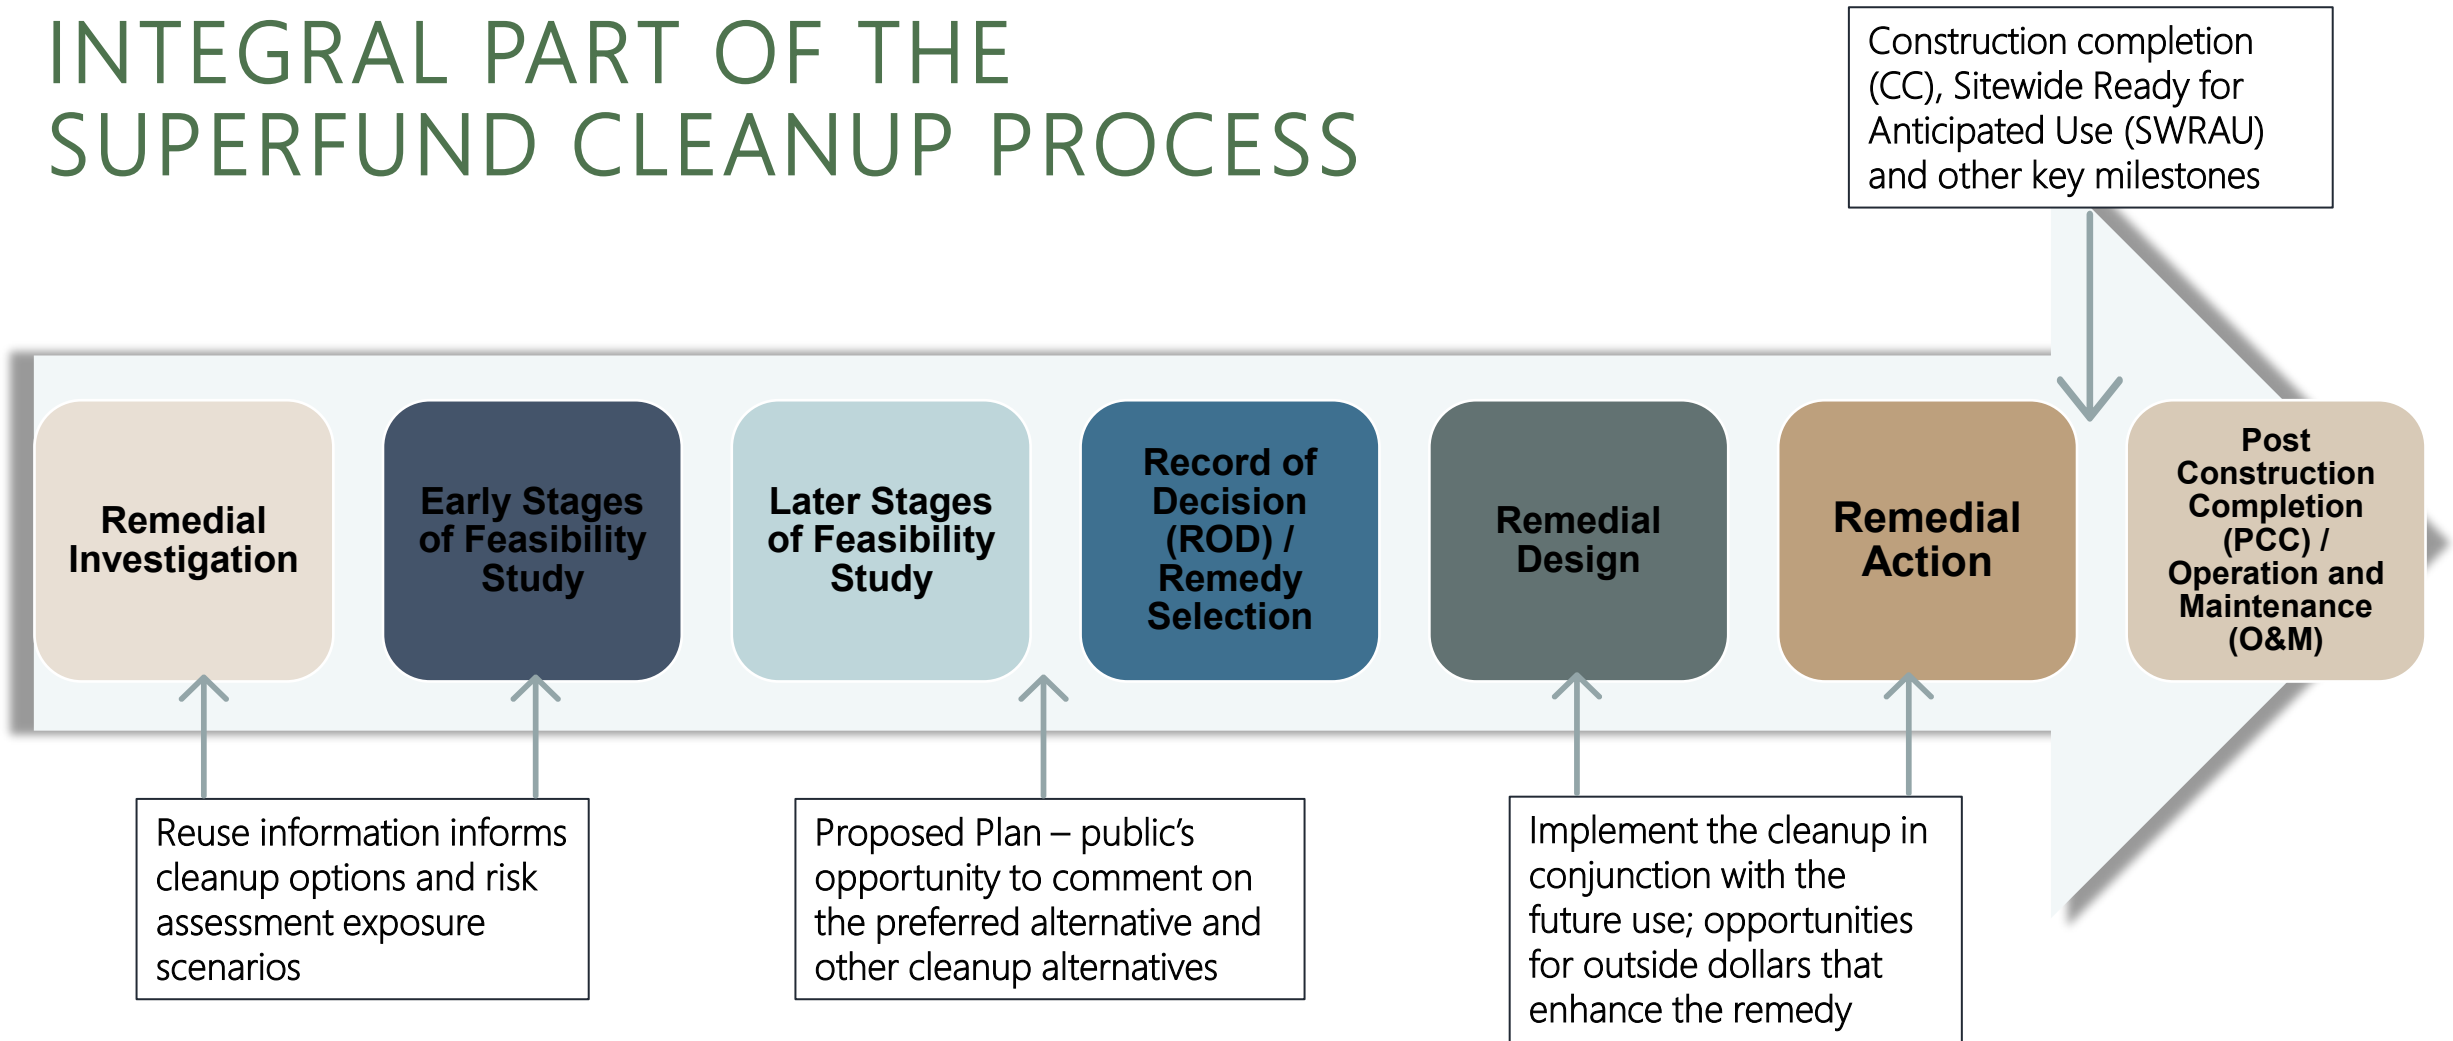 INTEGRAL PART OF THE
SUPERFUND CLEANUP PROCESS
Construction completion
(CC), Sitewide Ready for
Anticipated Use (SWRAU)
and other key milestones
Remedial
Investigation
Early Stages
of Feasibility
Study
Later Stages
of Feasibility
Study
Record of
Decision
(ROD) /
Remedy
Selection
Remedial
Design
Remedial
Action
Post
Construction
Completion
(PCC) /
Operation and
Maintenance
(O&M)
Reuse information informs
cleanup options and risk
assessment exposure
scenarios
Proposed Plan – public’s
opportunity to comment on
the preferred alternative and
other cleanup alternatives
Implement the cleanup in
conjunction with the
future use; opportunities
for outside dollars that
enhance the remedy